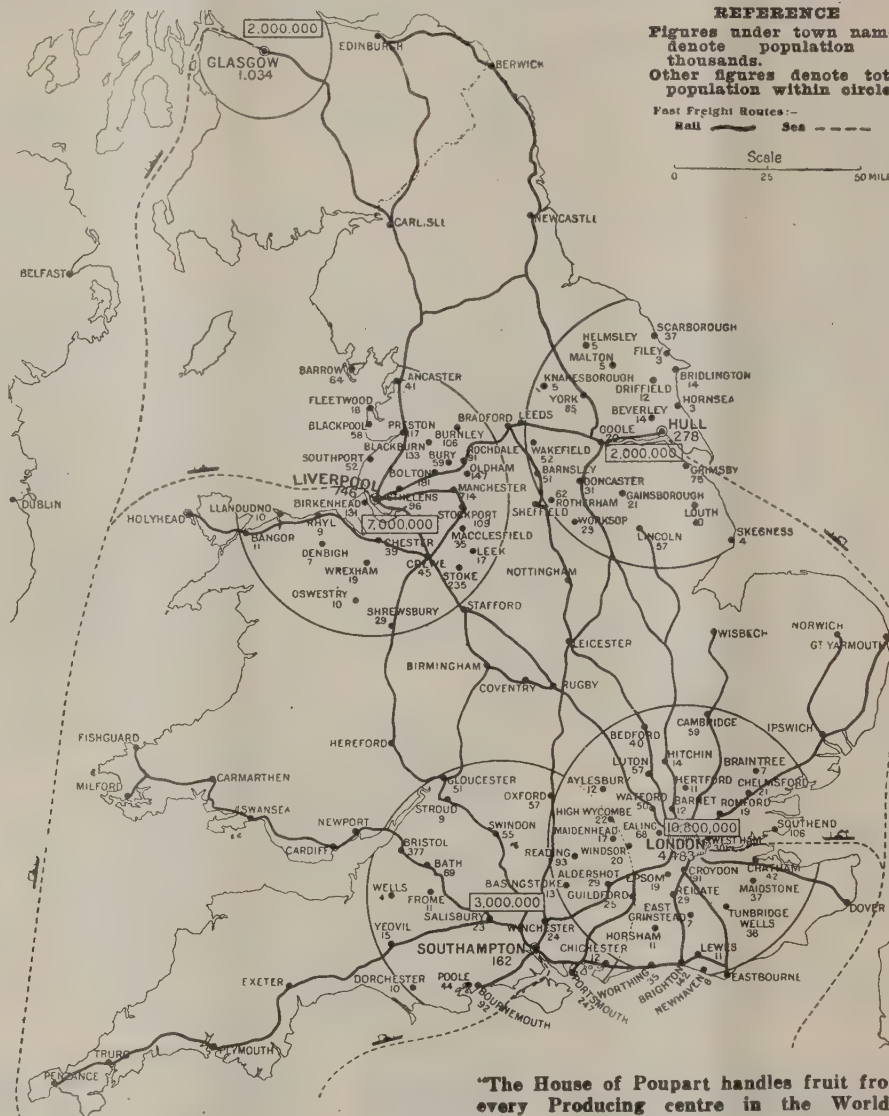 REFERENCE
Figures under town nam
denote population
thousands.
Other figures denote tot
population within circle
Fast Freight Routes:–
Rail Sea
Scale
0 25 50 MIL
2,000,000
GLASGOW
1.034
EDINBURGH
BERWICK
CARLISLE
NEWCASTLE
BELFAST
DUBLIN
SCARBOROUGH
37
HELMSLEY
5
FILEY
3
MALTON
5
BRIDLINGTON
14
KNARESBOROUGH
5
DRIFFIELD
12
HORNSEA
3
YORK
85
BEVERLEY
14
HULL
278
GOOLE
20
2,000,000
BARROW
64
LANCASTER
41
FLEETWOOD
18
BLACKPOOL
58
PRESTON
117
BRADFORD
LEEDS
BURNLEY
106
BLACKBURN
133
BURY
59
ROCHDALE
91
WAKEFIELD
52
SOUTHPORT
52
OLDHAM
147
BARNSLEY
51
DONCASTER
31
GRIMSBY
75
BOLTON
181
LIVERPOOL
746
ST HELENS
96
MANCHESTER
714
62
ROTHERHAM
GAINSBOROUGH
21
SHEFFIELD
LOUTH
BIRKENHEAD
131
7,000,000
STOCKPORT
109
WORKSOP
23
LINCOLN
57
SKEGNESS
4
HOLYHEAD
LLANDUDNO
10
RHYL
9
BANGOR
11
DENBIGH
7
CHESTER
39
MACCLESFIELD
35
LEEK
17
CREWE
45
WREXHAM
19
STOKE
235
NOTTINGHAM
OSWESTRY
10
SHREWSBURY
29
STAFFORD
LEICESTER
WISBECH
NORWICH
GT YARMOUTH
BIRMINGHAM
COVENTRY
RUGBY
HEREFORD
FISHGUARD
MILFORD
CARMARTHEN
SWANSEA
NEWPORT
CARDIFF
BEDFORD
40
CAMBRIDGE
59
IPSWICH
GLOUCESTER
51
STROUD
9
OXFORD
57
AYLESBURY
12
LUTON
57
HITCHIN
14
BRAINTREE
7
HERTFORD
11
CHELMSFORD
21
WATFORD
50
BARNET
12
ROMFORD
19
SWINDON
55
HIGH WYCOMBE
22
MAIDENHEAD
17
EALING
68
10,800,000
SOUTHEND
106
BRISTOL
377
BATH
69
READING
93
WINDSOR
20
LONDON
4,483
WESTHAM
CHATHAM
42
WELLS
4
FROME
11
BASINGSTOKE
13
ALDERSHOT
29
EPSOM
19
CROYDON
91
MAIDSTONE
37
DOVER
3,000,000
GUILDFORD
25
REIGATE
29
SALISBURY
23
WINCHESTER
24
EAST
GRINSTEAD
7
TUNBRIDGE
WELLS
38
YEOVIL
15
SOUTHAMPTON
162
HORSHAM
11
CHICHESTER
12
LEWES
11
EXETER
DORCHESTER
10
POOLE
44
BOURNEMOUTH
92
PORTSMOUTH
247
WORTHING
35
BRIGHTON
142
NEWHAVEN
8
EASTBOURNE
TRURO
PLYMOUTH
PENZANCE
"The House of Poupart handles fruit fro
every Producing centre in the World